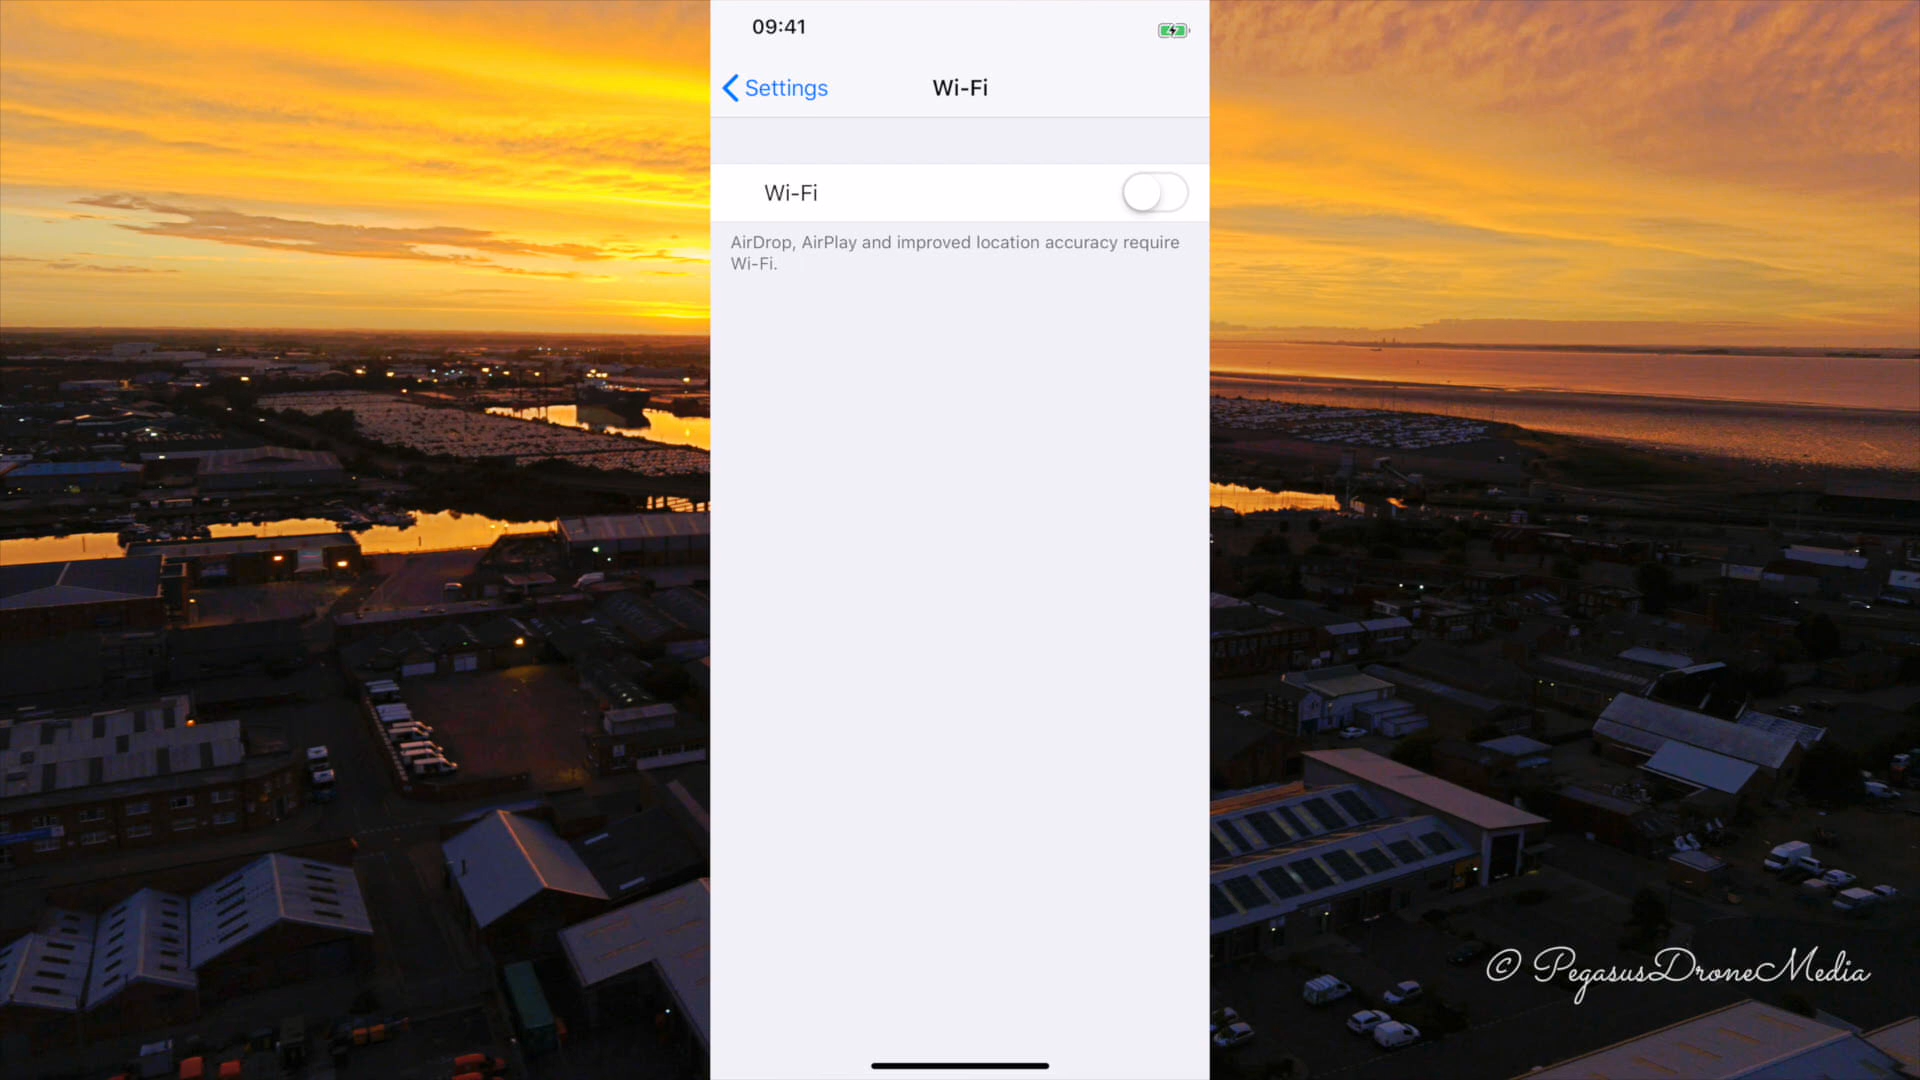 09:41
Settings
Wi-Fi
Wi-Fi
AirDrop, AirPlay and improved location accuracy require
Wi-Fi.
© PegasusDroneMedia